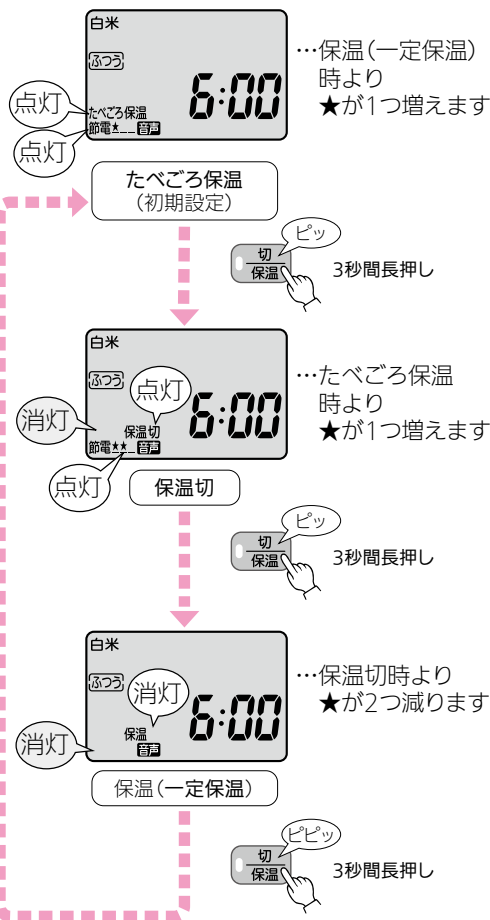 白米
ふつう
点灯
たべごろ保温
節電★__ 音声
点灯
6:00
…保温(一定保温)
時より
★が1つ増えます
たべごろ保温
(初期設定)
ピッ
切
保温
3秒間長押し
白米
ふつう
点灯
消灯
保温切
節電★★_ 音声
点灯
6:00
…たべごろ保温
時より
★が1つ増えます
保温切
ピッ
切
保温
3秒間長押し
白米
ふつう
消灯
保温
音声
消灯
6:00
…保温切時より
★が2つ減ります
保温(一定保温)
ピピッ
切
保温
3秒間長押し